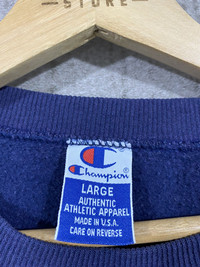 STORE
Champion
LARGE
AUTHENTIC
ATHLETIC APPAREL
MADE IN U.S.A.
CARE ON REVERSE